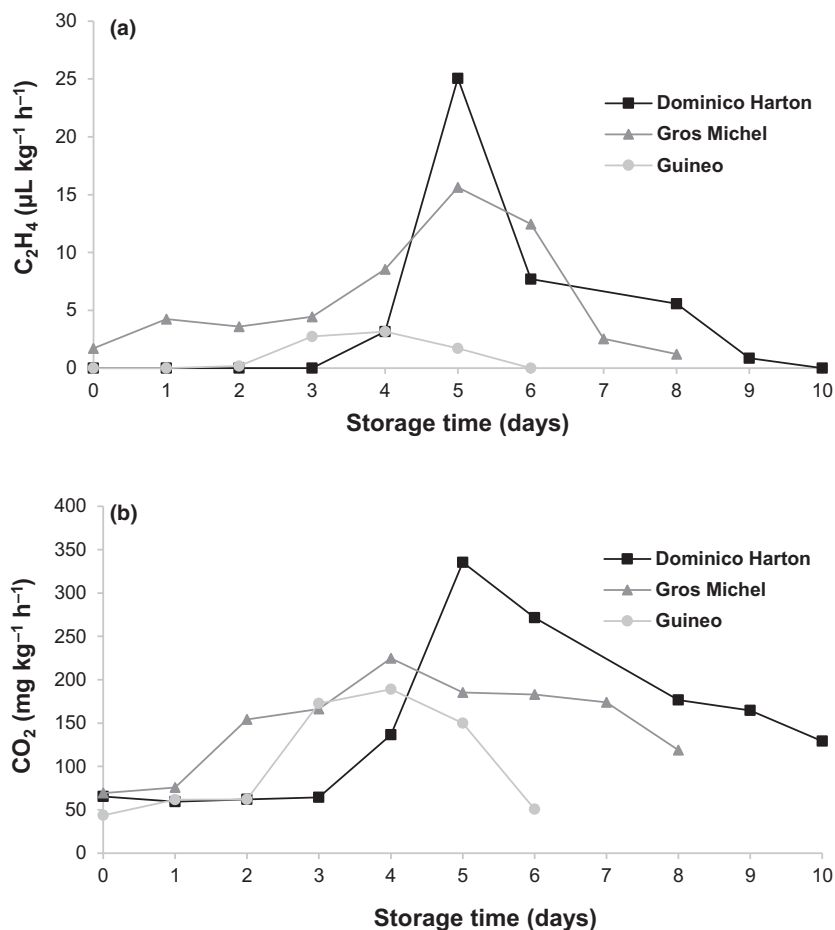 (a)
30
25
20
15
10
5
0
C₂H₄ (µL kg⁻¹ h⁻¹)
Dominico Harton
Gros Michel
Guineo
0 1 2 3 4 5 6 7 8 9 10
Storage time (days)
(b)
400
350
300
250
200
150
100
50
0
CO₂ (mg kg⁻¹ h⁻¹)
Dominico Harton
Gros Michel
Guineo
0 1 2 3 4 5 6 7 8 9 10
Storage time (days)